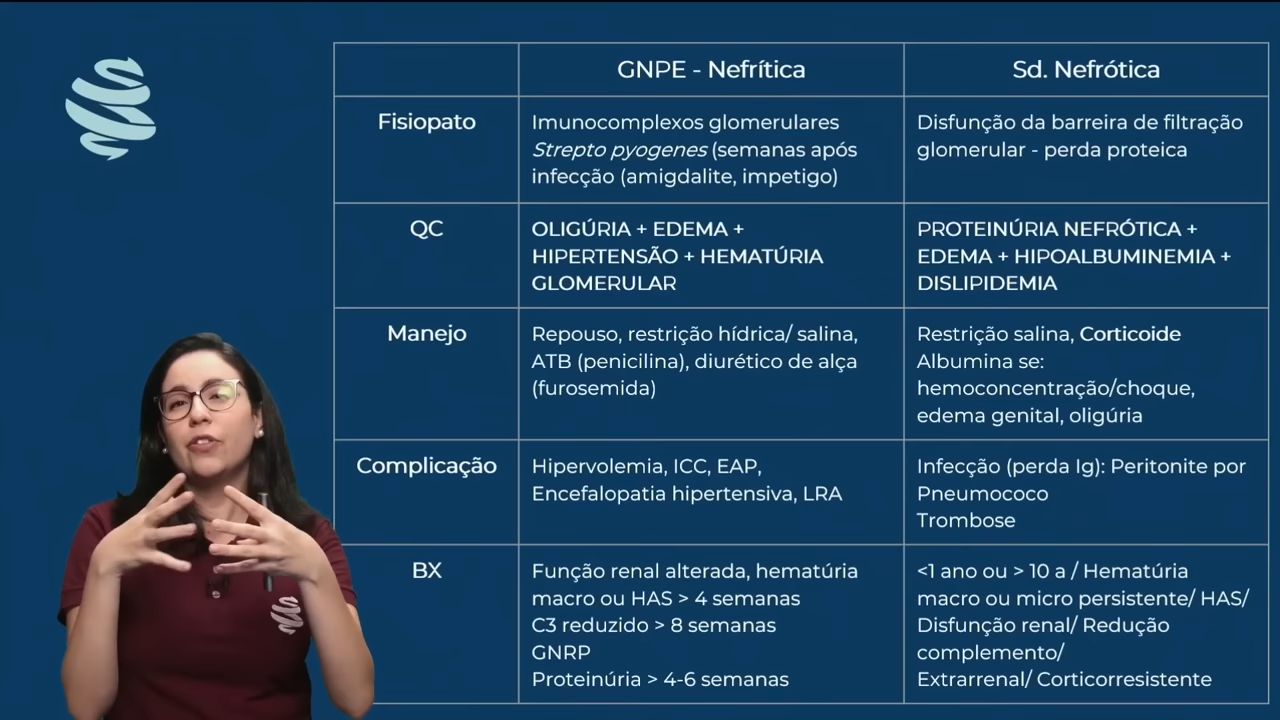 GNPE - Nefrítica
Sd. Nefrótica
Fisiopato
Imunocomplexos glomerulares
Strepto pyogenes (semanas após
infecção (amigdalite, impetigo)
Disfunção da barreira de filtração
glomerular - perda proteica
QC
OLIGÚRIA + EDEMA +
HIPERTENSÃO + HEMATÚRIA
GLOMERULAR
PROTEINÚRIA NEFRÓTICA +
EDEMA + HIPOALBUMINEMIA +
DISLIPIDEMIA
Manejo
Repouso, restrição hídrica/ salina,
ATB (penicilina), diurético de alça
(furosemida)
Restrição salina, Corticoide
Albumina se:
hemoconcentração/choque,
edema genital, oligúria
Complicação
Hipervolemia, ICC, EAP,
Encefalopatia hipertensiva, LRA
Infecção (perda Ig): Peritonite por
Pneumococo
Trombose
BX
Função renal alterada, hematúria
macro ou HAS > 4 semanas
C3 reduzido > 8 semanas
GNRP
Proteinúria > 4-6 semanas
<1 ano ou > 10 a / Hematúria
macro ou micro persistente/ HAS/
Disfunção renal/ Redução
complemento/
Extrarrenal/ Corticorresistente